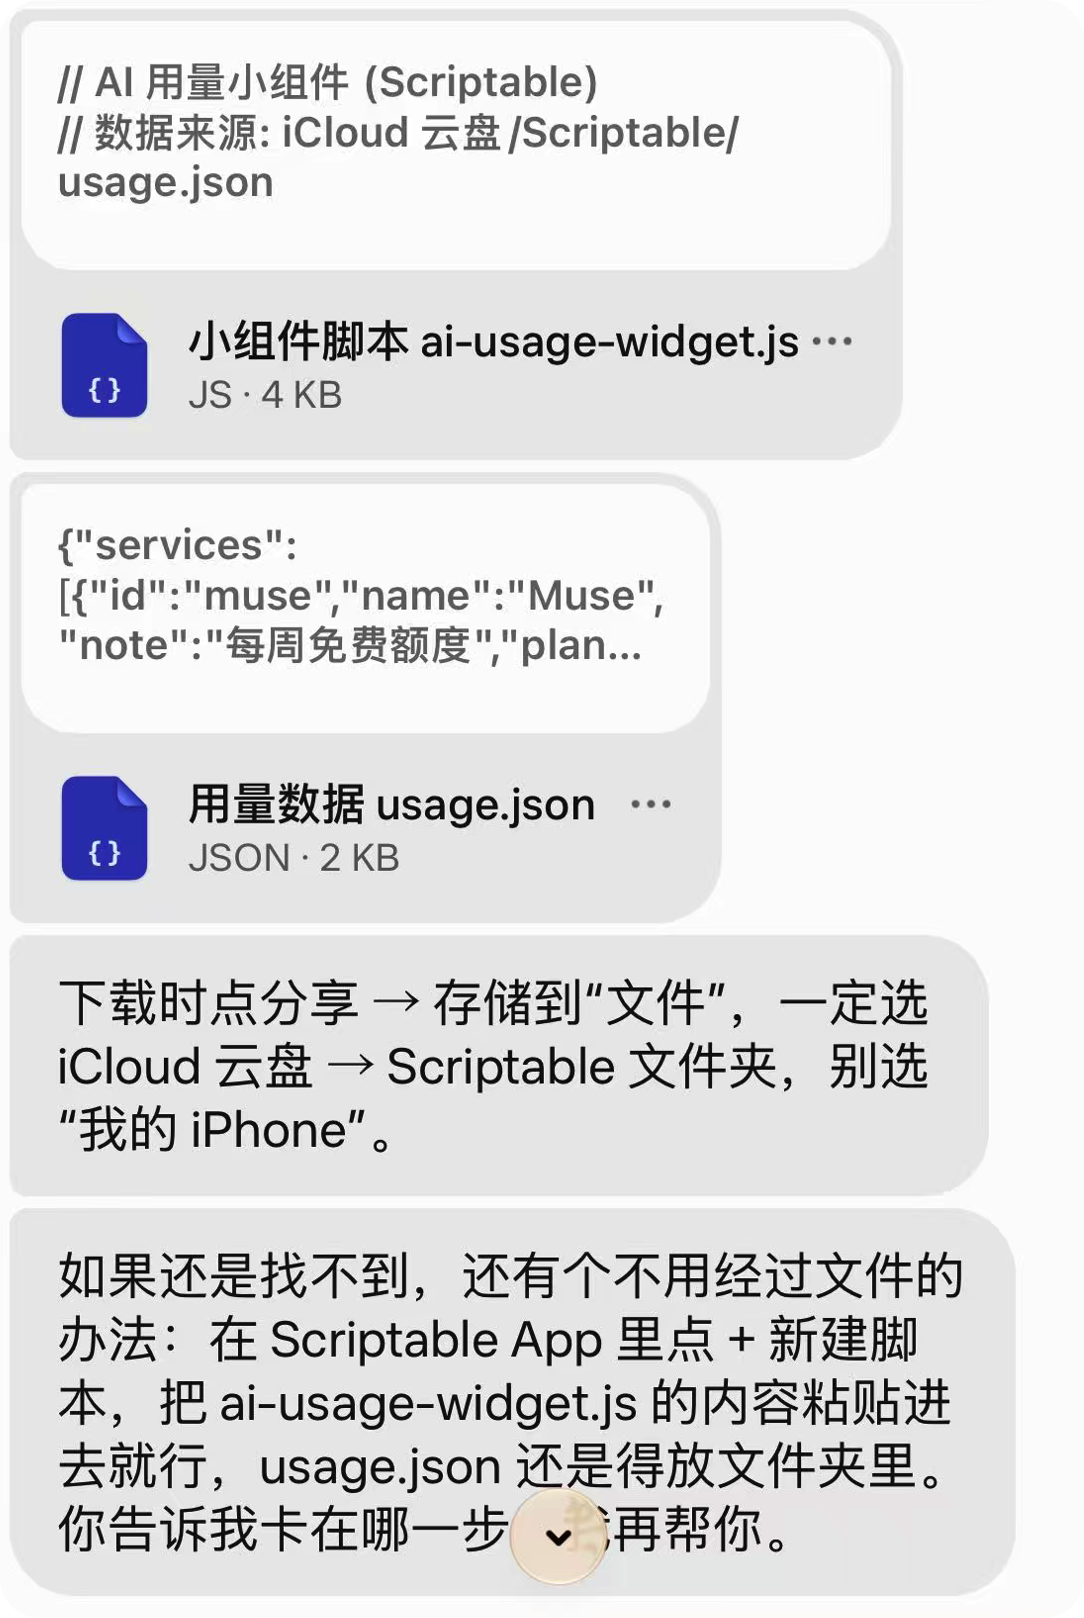 // AI 用量小组件 (Scriptable)
// 数据来源: iCloud 云盘/Scriptable/
usage.json
{}
小组件脚本 ai-usage-widget.js
JS · 4 KB
{"services":
[{"id":"muse","name":"Muse",
"note":"每周免费额度","plan...
{}
用量数据 usage.json
JSON · 2 KB
下载时点分享 → 存储到“文件”，一定选
iCloud 云盘 → Scriptable 文件夹，别选
“我的 iPhone”。
如果还是找不到，还有个不用经过文件的
办法：在 Scriptable App 里点 + 新建脚
本，把 ai-usage-widget.js 的内容粘贴进
去就行，usage.json 还是得放文件夹里。
你告诉我卡在哪一步 再帮你。